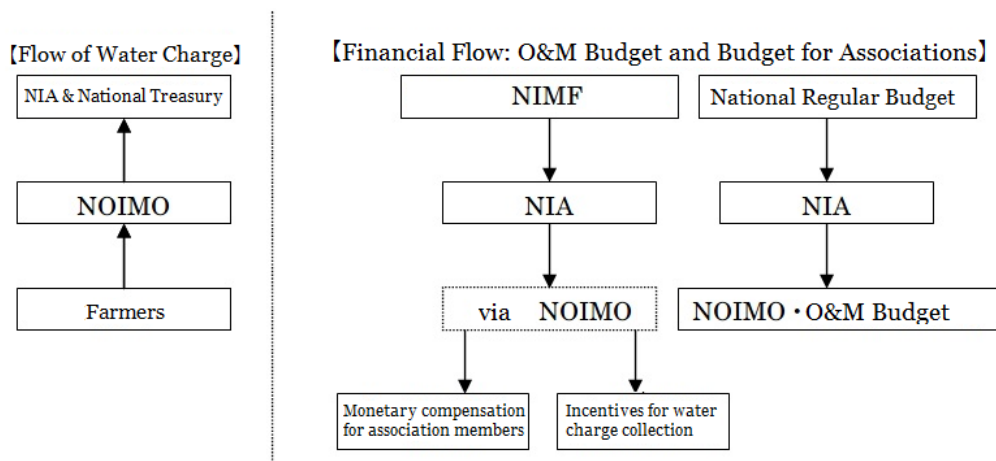 【Flow of Water Charge】
NIA & National Treasury
NOIMO
Farmers
【Financial Flow: O&M Budget and Budget for Associations】
NIMF
NIA
via NOIMO
Monetary compensation
for association members
Incentives for water
charge collection
National Regular Budget
NIA
NOIMO・O&M Budget